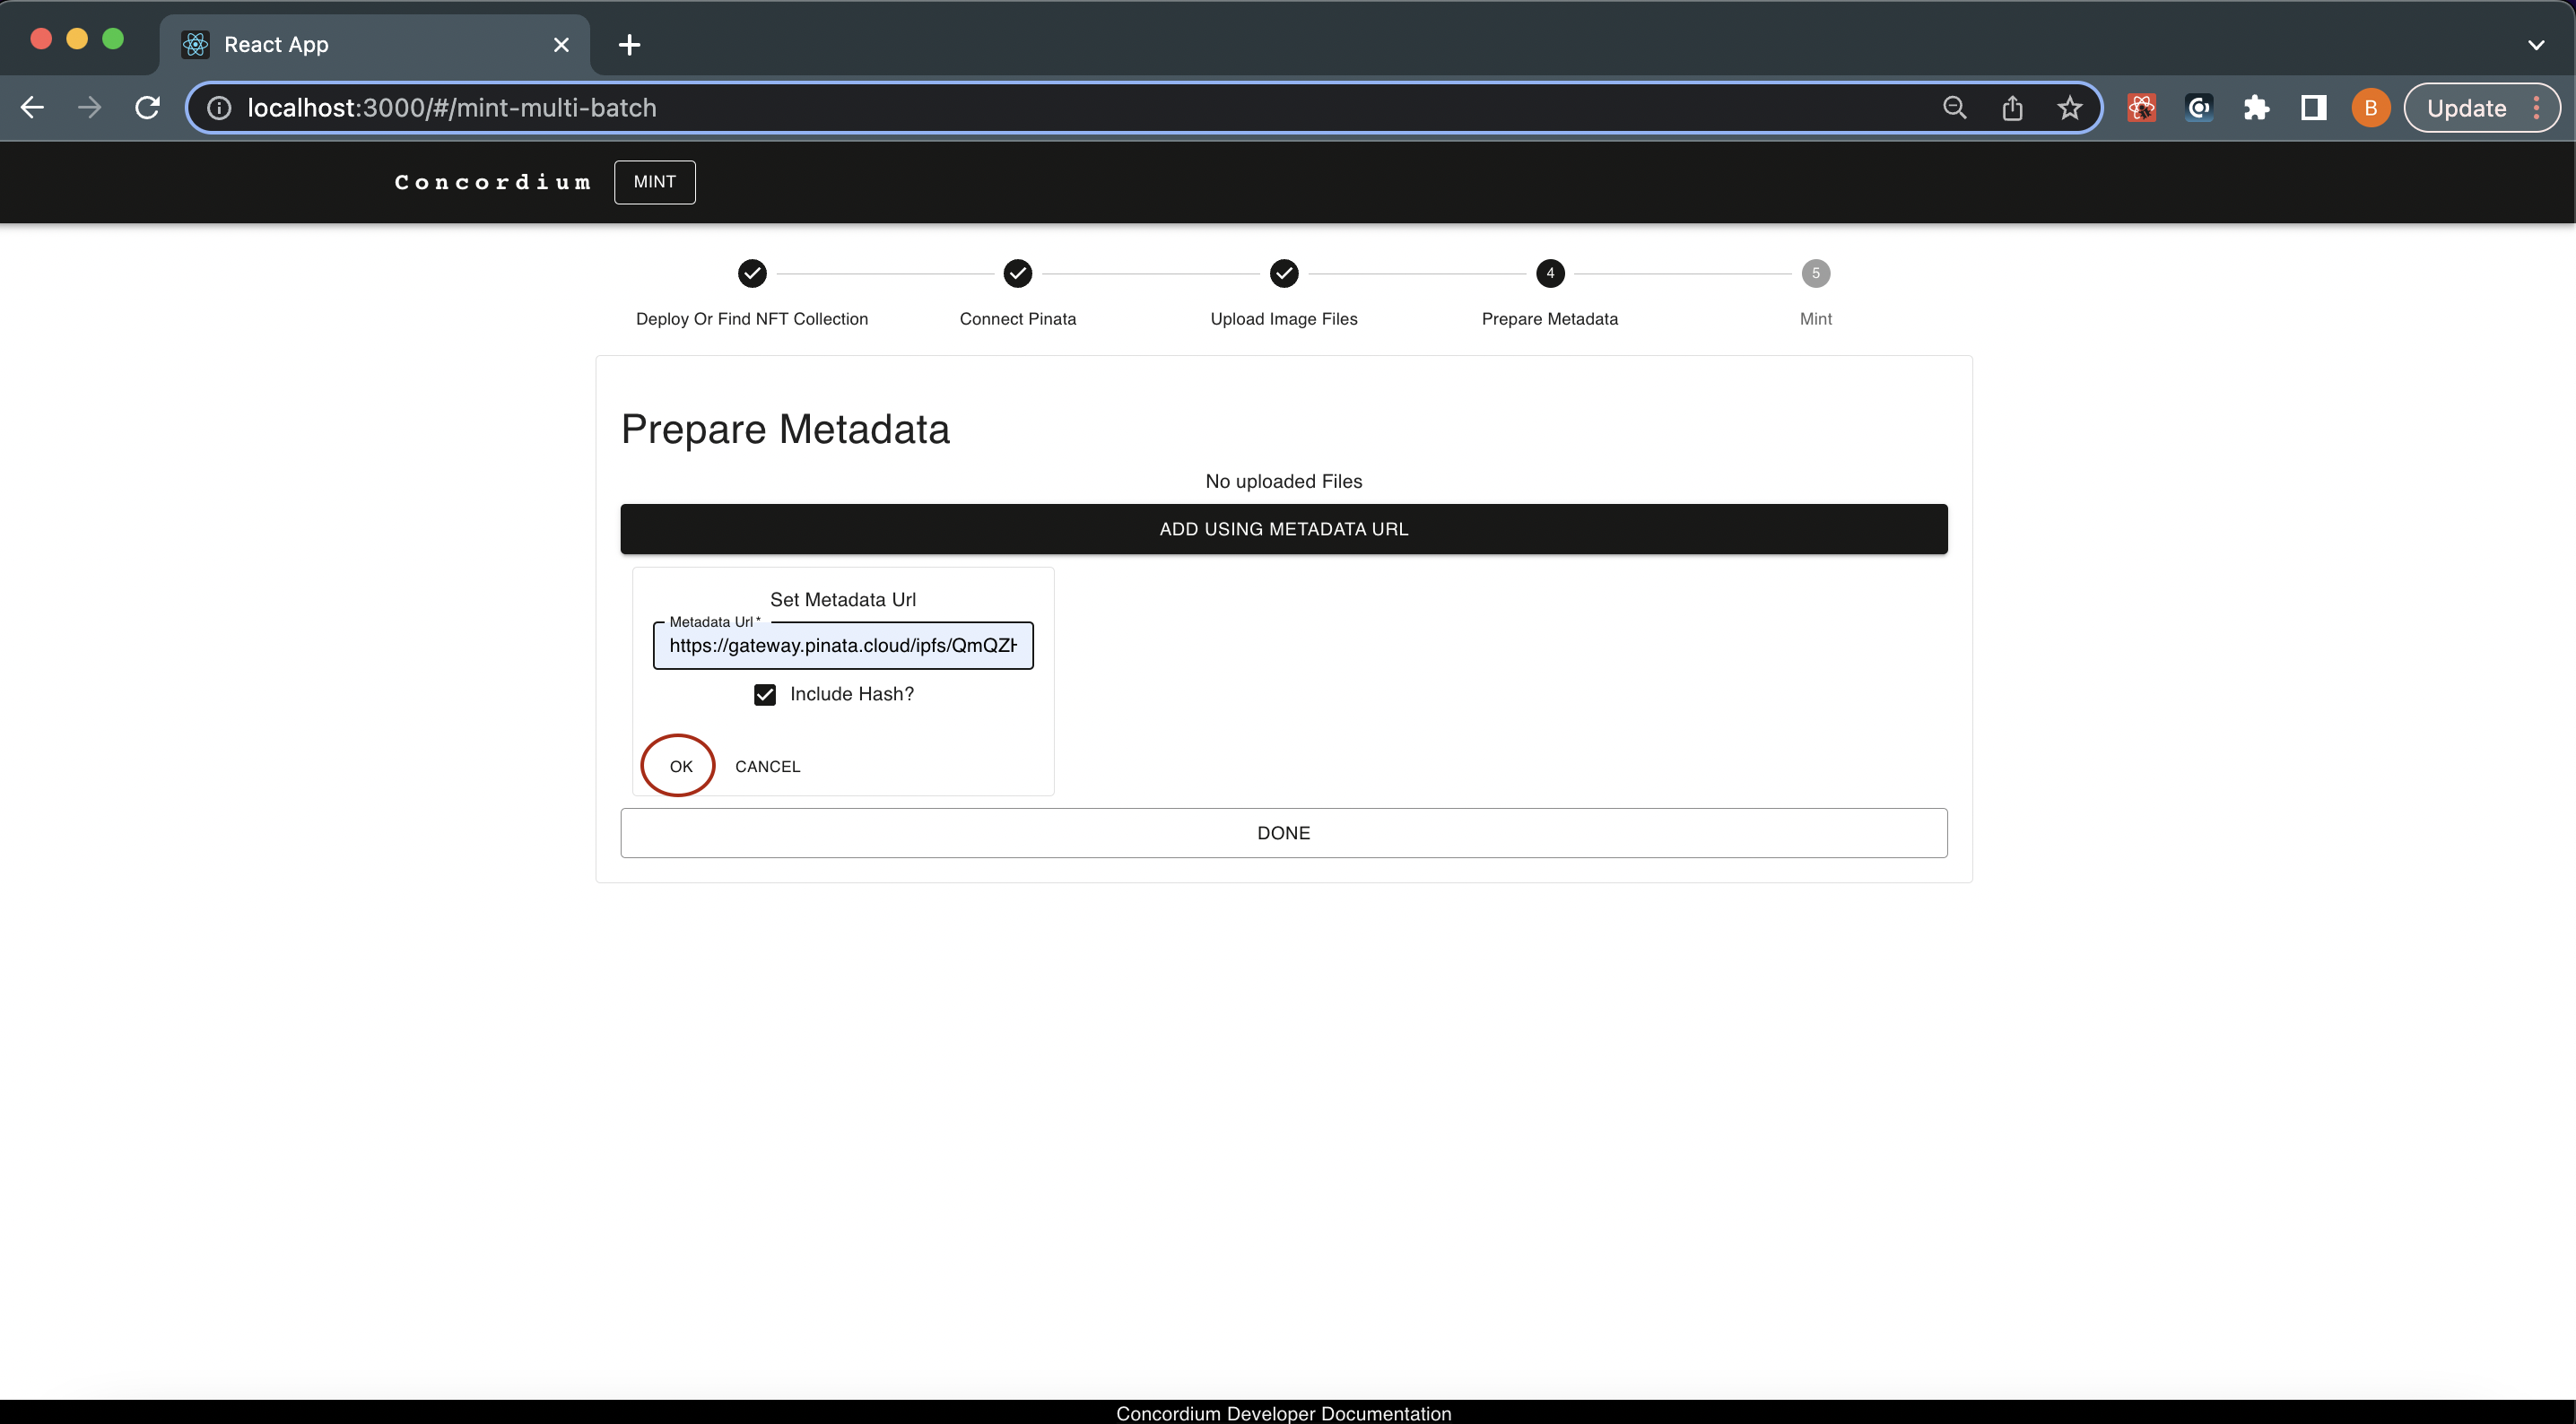 React App
localhost:3000/#/mint-multi-batch
B
Update
Concordium
MINT
4
5
Deploy Or Find NFT Collection
Connect Pinata
Upload Image Files
Prepare Metadata
Mint
Prepare Metadata
No uploaded Files
ADD USING METADATA URL
Set Metadata Url
Metadata Url *
https://gateway.pinata.cloud/ipfs/QmQZ
Include Hash?
OK
CANCEL
DONE
Concordium Developer Documentation